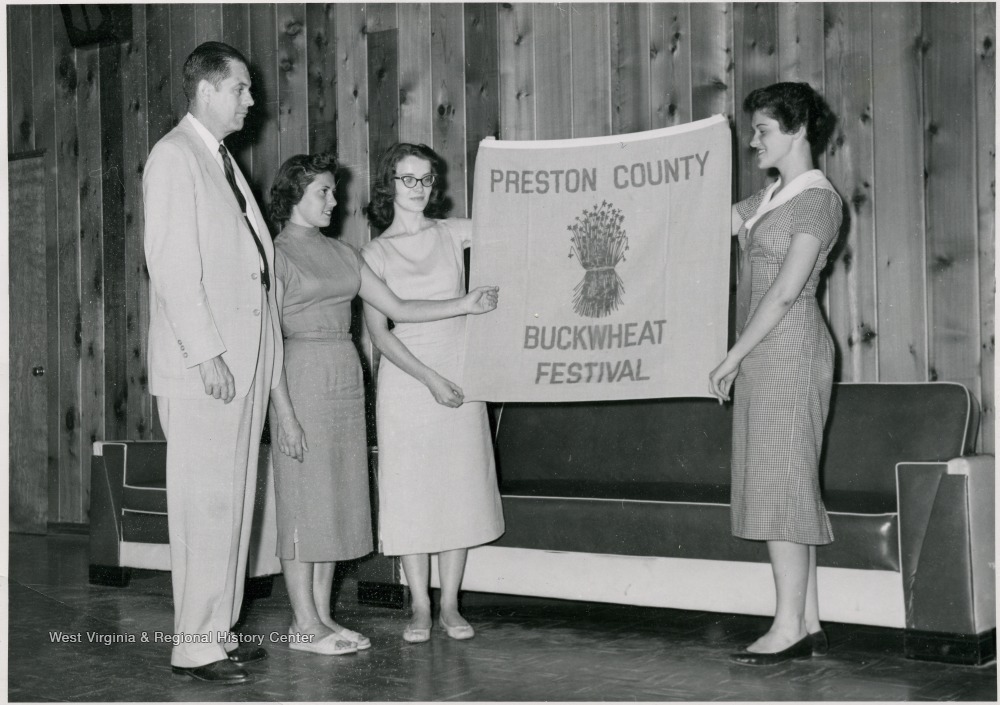 PRESTON COUNTY
BUCKWHEAT
FESTIVAL
West Virginia & Regional History Center